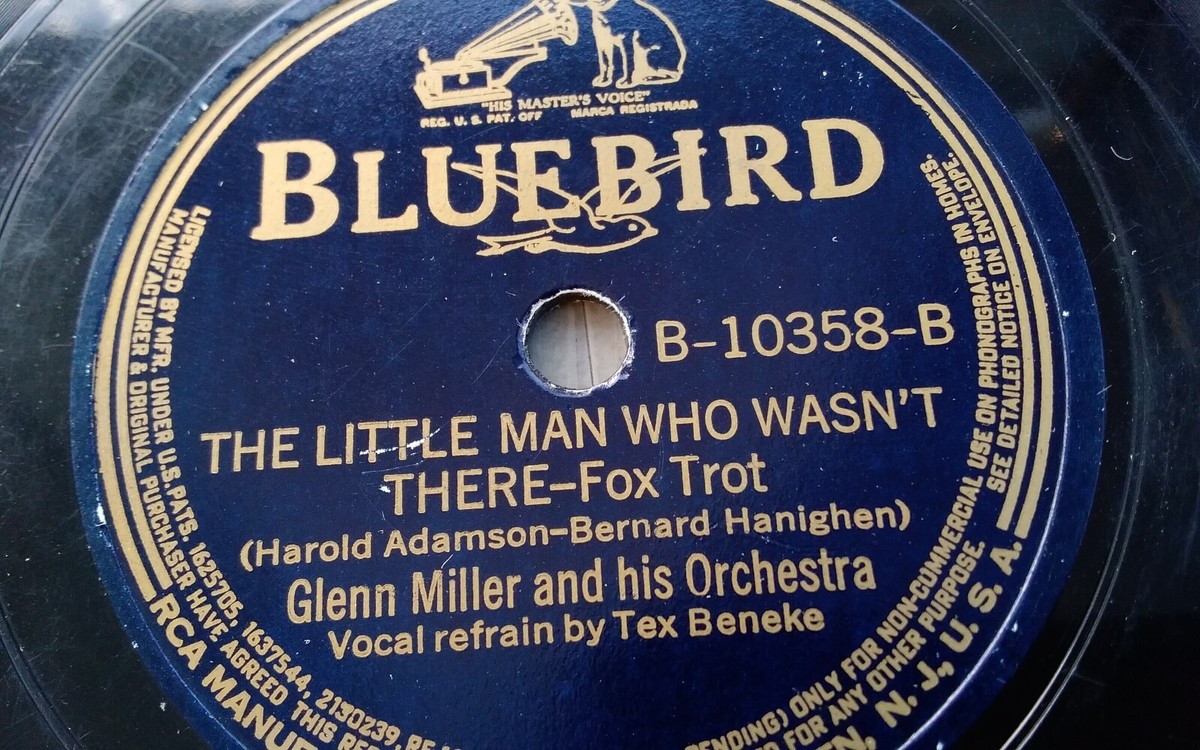 "HIS MASTER'S VOICE"
REG. U. S. PAT. OFF MARCA REGISTRADA
BLUEBIRD
B-10358-B
THE LITTLE MAN WHO WASN'T
THERE-Fox Trot
(Harold Adamson-Bernard Hanighen)
Glenn Miller and his Orchestra
Vocal refrain by Tex Beneke
LICENSED BY MFR. UNDER U.S. PATS. 1625705, 1637544, 2130239, RE.
MANUFACTURER & ORIGINAL PURCHASER HAVE AGREED THIS
PENDING) ONLY FOR NON-COMMERCIAL USE ON PHONOGRAPHS IN HOMES.
FOR ANY OTHER PURPOSE. SEE DETAILED NOTICE ON ENVELOPE.
RCA
N. J., U. S. A.